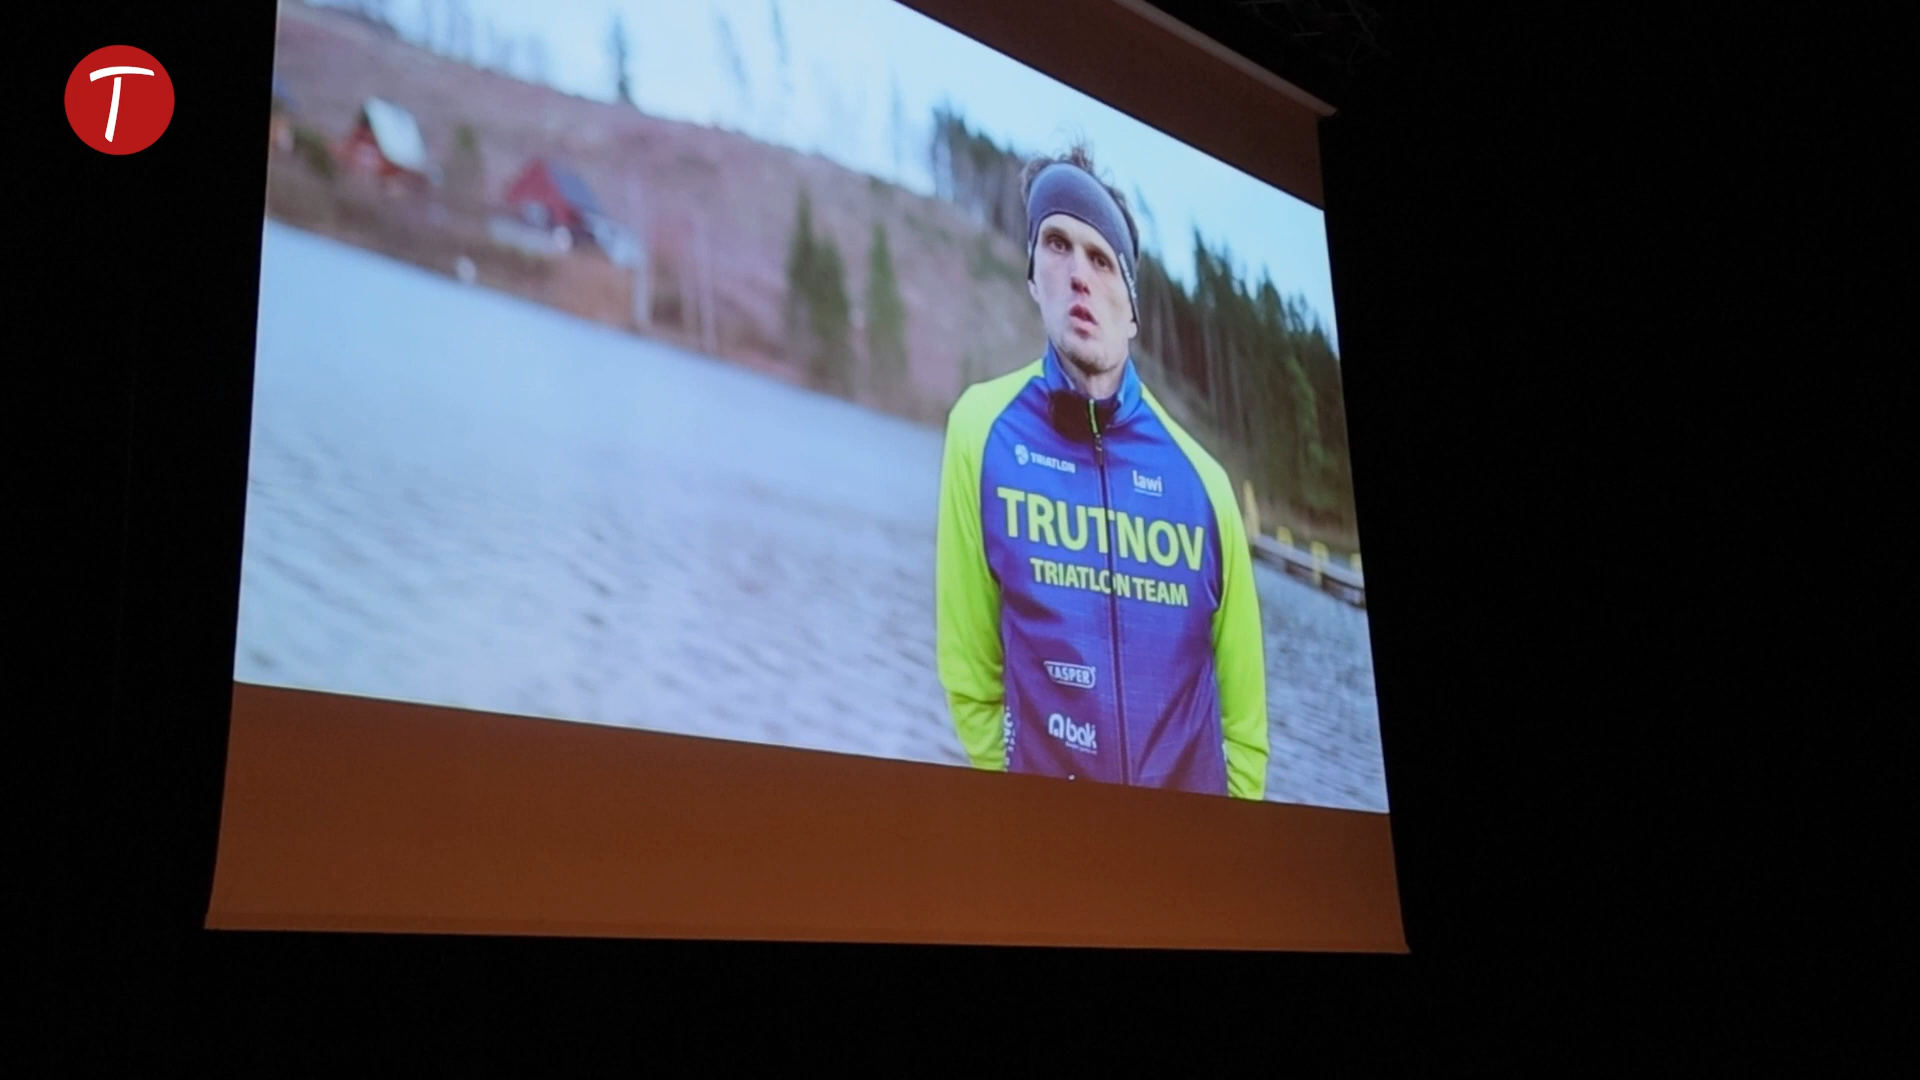 T
TRIATLON
lawi
TRUTNOV
TRIATLON TEAM
KASPER
bak